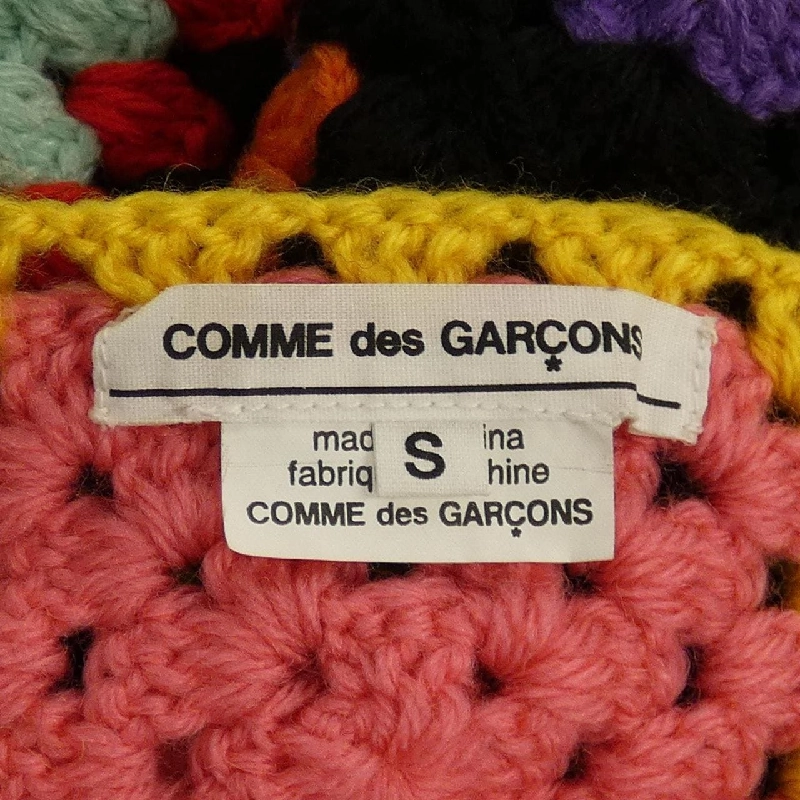 COMME des GARÇONS
mad S ina
fabriq hine
COMME des GARÇONS